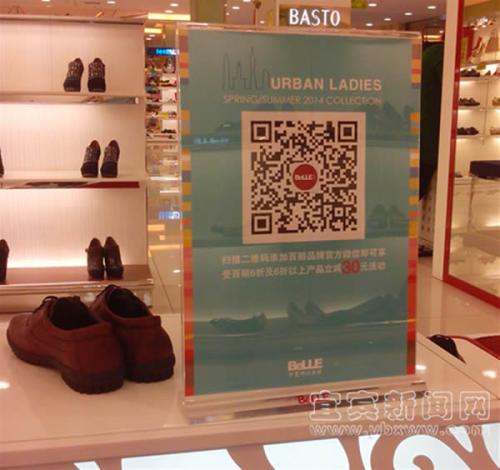 BASTO
URBAN LADIES
SPRING/SUMMER 2014 COLLECTION
BeLLE
扫描二维码添加百丽品牌官方微信即可享
受百丽6折及6折以上产品立减30元活动
BeLLE
宜宾新闻网
www.ybxww.com